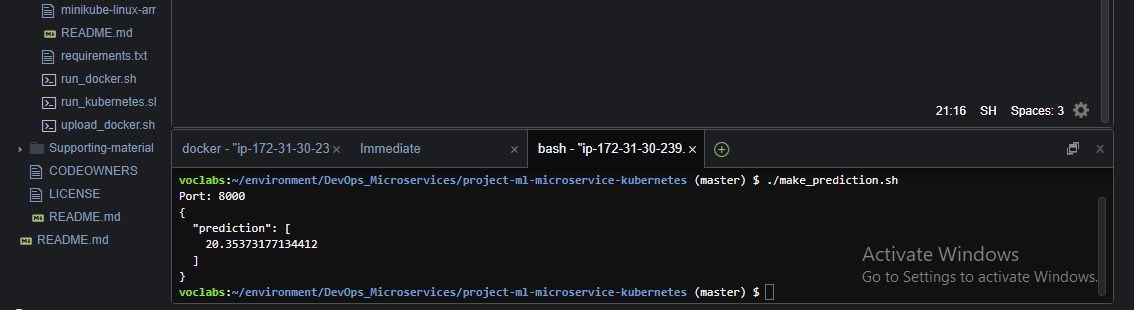 minikube-linux-am
README.md
requirements.txt
run_docker.sh
run_kubernetes.sl
upload_docker.sh
Supporting-material
CODEOWNERS
LICENSE
README.md
README.md
21:16 SH Spaces: 3
docker - "ip-172-31-30-23 Immediate bash - "ip-172-31-30-239.
voclabs:~/environment/DevOps_Microservices/project-ml-microservice-kubernetes (master) $ ./make_prediction.sh
Port: 8000
{
"prediction": [
20.35373177134412
]
}
voclabs:~/environment/DevOps_Microservices/project-ml-microservice-kubernetes (master) $
Activate Windows
Go to Settings to activate Windows.